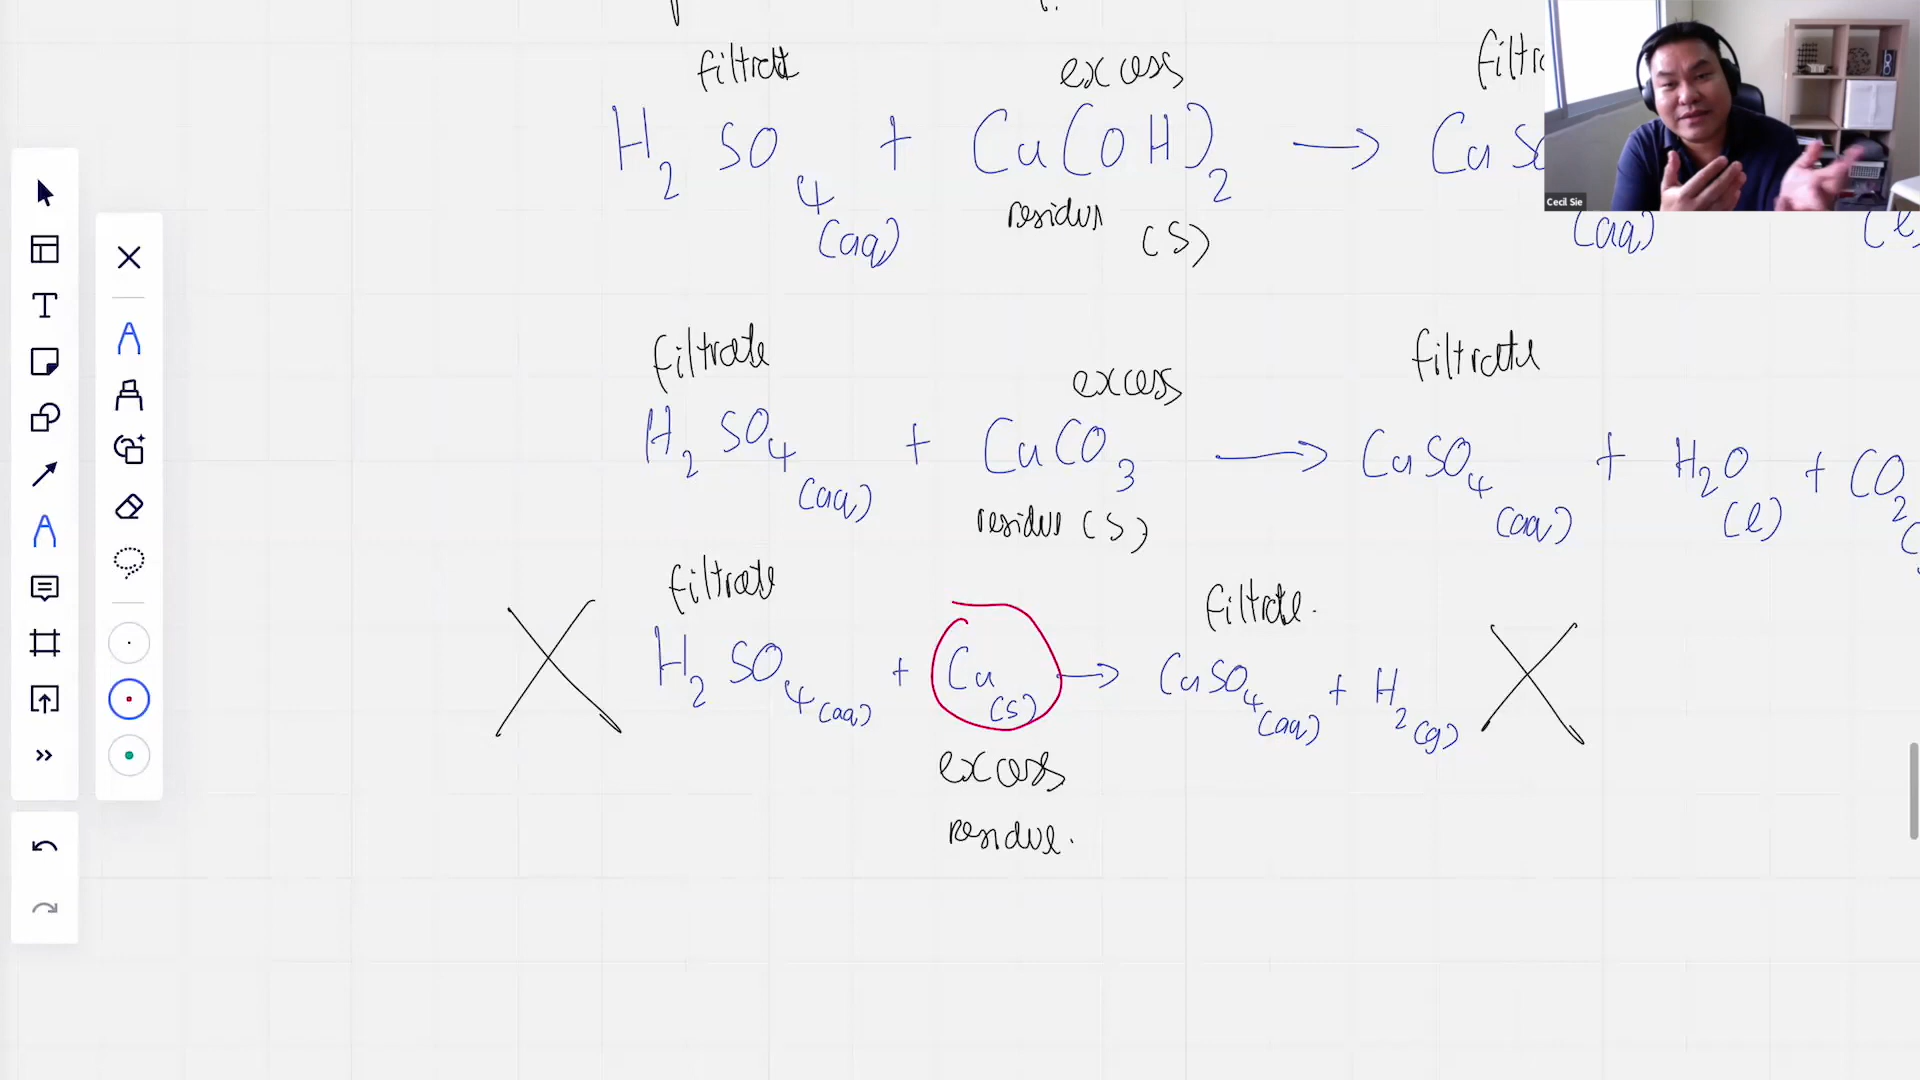 filtrate excess filtr
H2SO4(aq) + Cu(OH)2 (s) → CuSO (aq) (l
residue
Cecil Sie
filtrate excess filtrate
H2SO4(aq) + CuCO3 (s) → CuSO4(aq) + H2O(l) + CO2(
residue
filtrate filtrate.
H2SO4(aq) + Cu(s) → CuSO4(aq) + H2(g)
excess
residue.
T